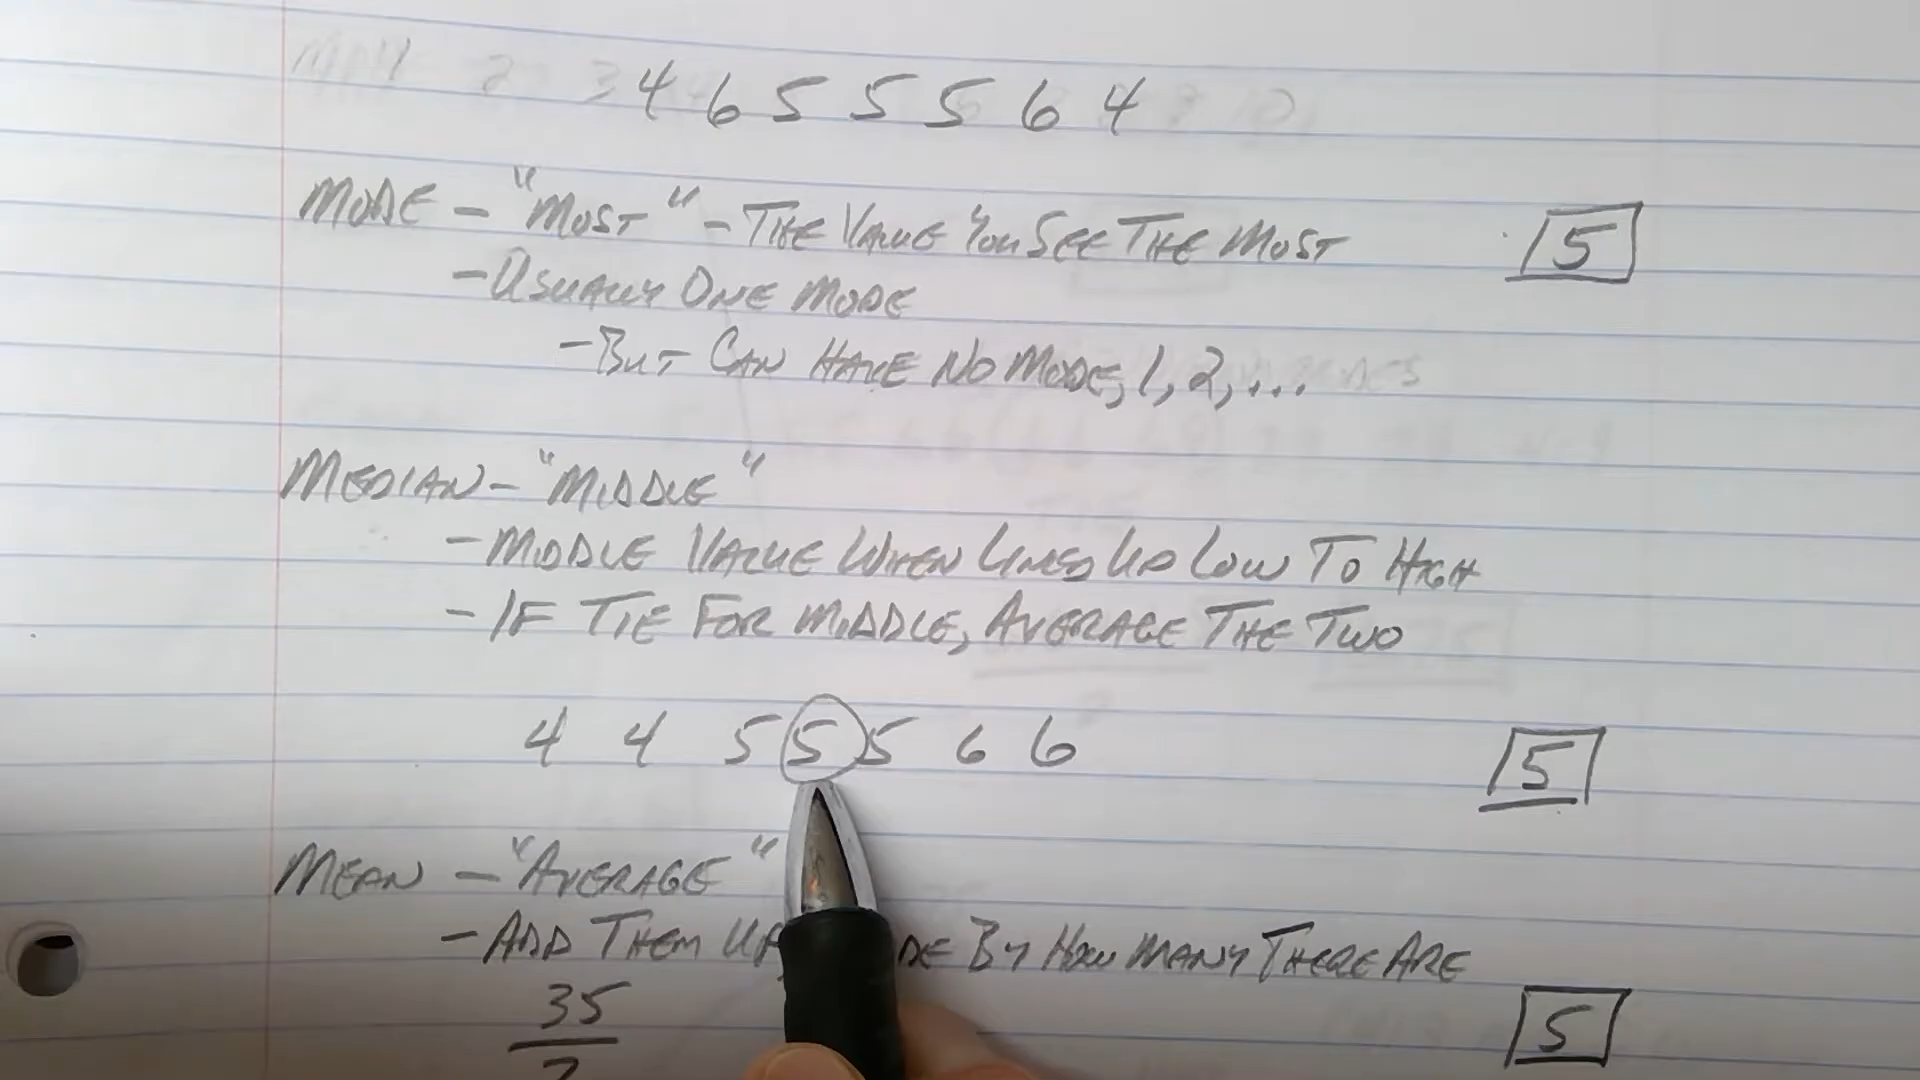 4 6 5 5 5 6 4
MODE - "MOST" - THE VALUE YOU SEE THE MOST 5
- USUALLY ONE MODE
- BUT CAN HAVE NO MODE, 1, 2, ...
MEDIAN - "MIDDLE"
- MIDDLE VALUE WHEN LINED UP LOW TO HIGH
- IF TIE FOR MIDDLE, AVERAGE THE TWO
4 4 5 5 5 6 6 5
MEAN - "AVERAGE"
- ADD THEM UP, DE BY HOW MANY THERE ARE
35
5